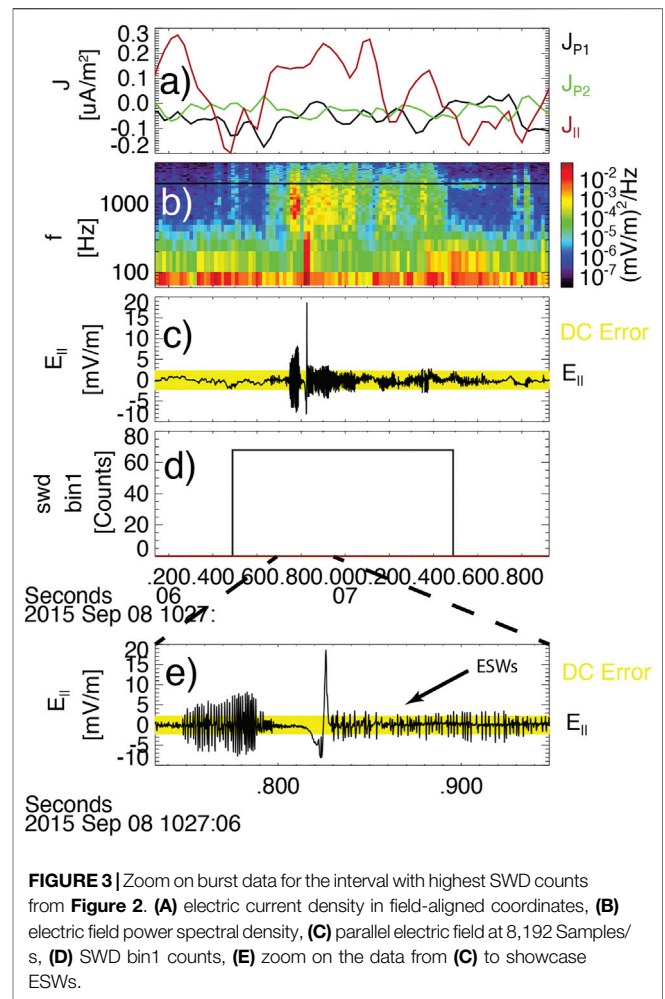 0.3
0.2
0.1
0.0
-0.1
-0.2
J
[uA/m²]
a)
J_P1
J_P2
J_II
1000
100
f
[Hz]
b)
10⁻²
10⁻³
10⁻⁴
10⁻⁵
10⁻⁶
10⁻⁷
(mV/m)²/Hz
20
15
10
5
0
-5
-10
E_II
[mV/m]
c)
DC Error
E_II
80
60
40
20
0
swd
bin1
[Counts]
d)
.200.400.600.800.000.200.400.600.800
Seconds 06 07
2015 Sep 08 1027:
20
15
10
5
0
-5
-10
E_II
[mV/m]
e)
ESWs
DC Error
E_II
.800 .900
Seconds
2015 Sep 08 1027:06
FIGURE 3 | Zoom on burst data for the interval with highest SWD counts
from Figure 2. (A) electric current density in field-aligned coordinates, (B)
electric field power spectral density, (C) parallel electric field at 8,192 Samples/
s, (D) SWD bin1 counts, (E) zoom on the data from (C) to showcase
ESWs.